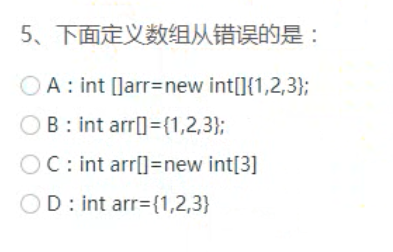 5、下面定义数组从错误的是：
A：int []arr=new int[]{1,2,3};
B：int arr[]={1,2,3};
C：int arr[]=new int[3]
D：int arr={1,2,3}